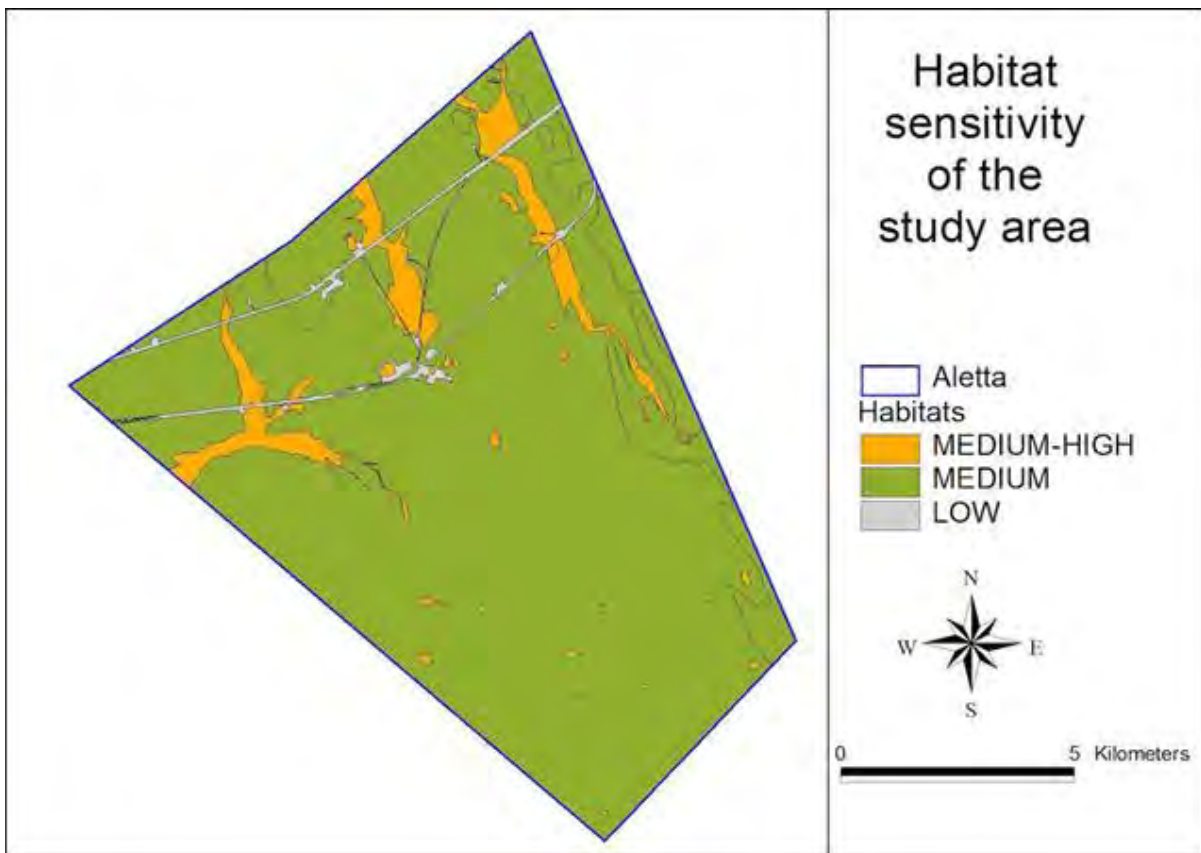 Habitat
sensitivity
of the
study area
Aletta
Habitats
MEDIUM-HIGH
MEDIUM
LOW
N
W E
S
0 5 Kilometers